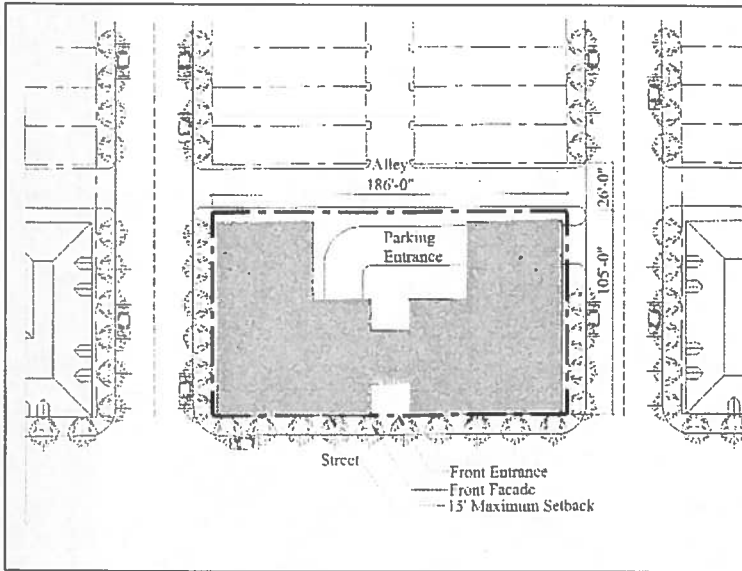 Alley
186'-0"
26'-0"
Parking
Entrance
105'-0"
Street
Front Entrance
Front Facade
15' Maximum Setback